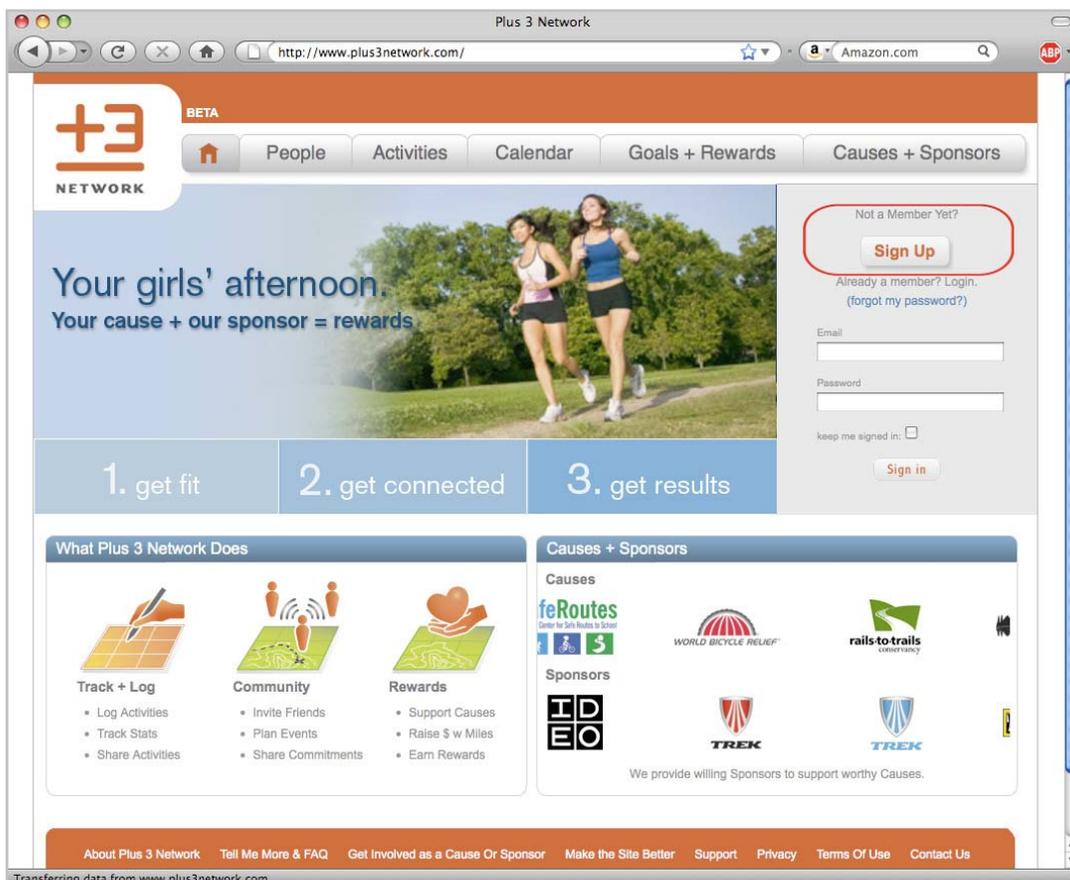 Plus 3 Network
http://www.plus3network.com/
a
Amazon.com
ABP
+3
NETWORK
BETA
People
Activities
Calendar
Goals + Rewards
Causes + Sponsors
Your girls' afternoon.
Your cause + our sponsor = rewards
Not a Member Yet?
Sign Up
Already a member? Login.
(forgot my password?)
Email
Password
keep me signed in:
Sign in
1. get fit
2. get connected
3. get results
What Plus 3 Network Does
Track + Log
• Log Activities
• Track Stats
• Share Activities
Community
• Invite Friends
• Plan Events
• Share Commitments
Rewards
• Support Causes
• Raise $ w Miles
• Earn Rewards
Causes + Sponsors
Causes
feRoutes
Center for Safe Routes to School
WORLD BICYCLE RELIEF
rails-to-trails
conservancy
Sponsors
ID
EO
TREK
TREK
We provide willing Sponsors to support worthy Causes.
About Plus 3 Network
Tell Me More & FAQ
Get Involved as a Cause Or Sponsor
Make the Site Better
Support
Privacy
Terms Of Use
Contact Us
Transferring data from www.plus3network.com